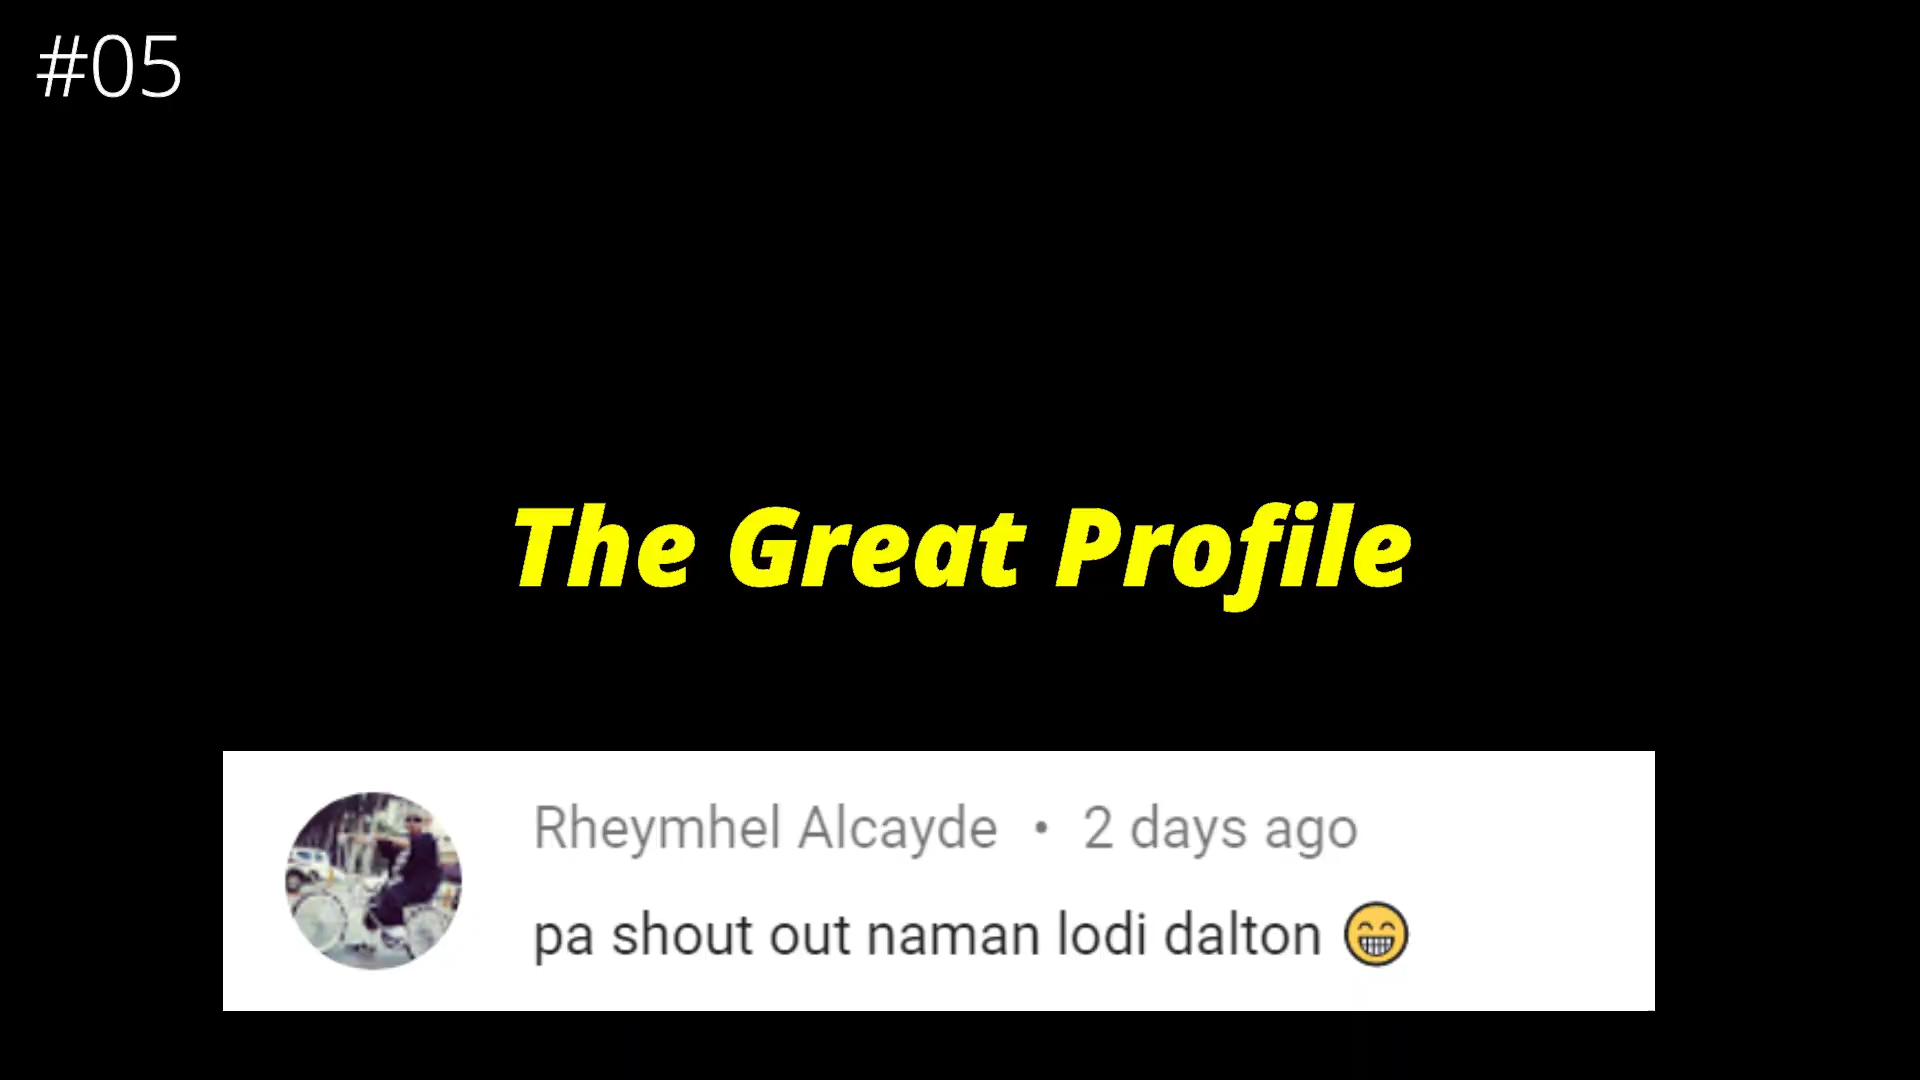 #05
The Great Profile
Rheymhel Alcayde • 2 days ago
pa shout out naman lodi dalton 😁